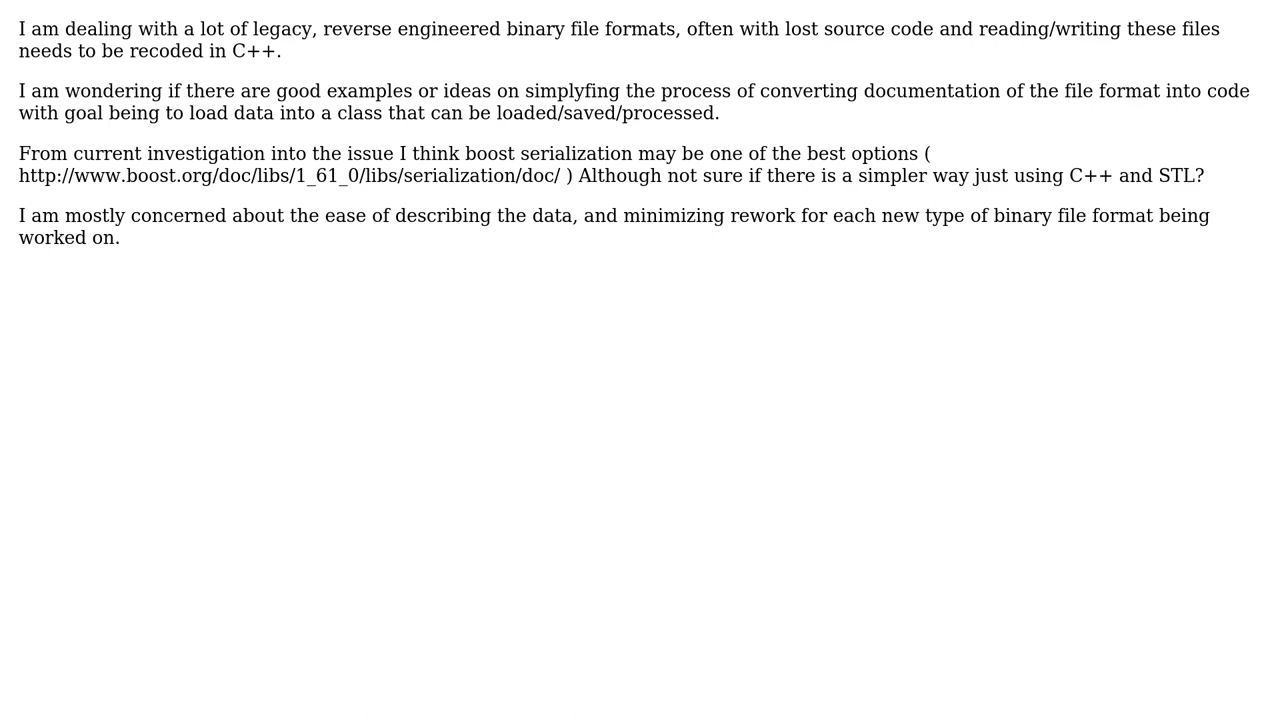 I am dealing with a lot of legacy, reverse engineered binary file formats, often with lost source code and reading/writing these files
needs to be recoded in C++.
I am wondering if there are good examples or ideas on simplyfing the process of converting documentation of the file format into code
with goal being to load data into a class that can be loaded/saved/processed.
From current investigation into the issue I think boost serialization may be one of the best options (
http://www.boost.org/doc/libs/1_61_0/libs/serialization/doc/ ) Although not sure if there is a simpler way just using C++ and STL?
I am mostly concerned about the ease of describing the data, and minimizing rework for each new type of binary file format being
worked on.